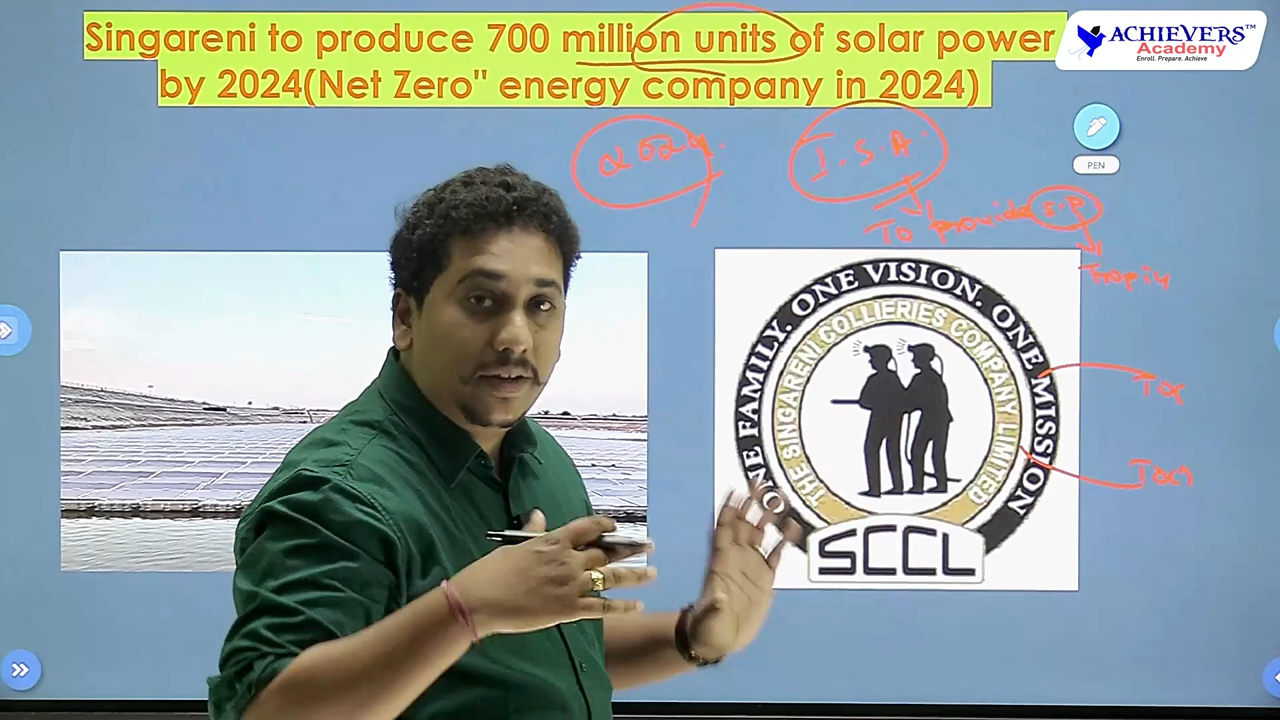 Singareni to produce 700 million units of solar power
by 2024(Net Zero" energy company in 2024)
ACHIEVERS™
Academy
Enroll. Prepare. Achieve
PEN
I.S.A
To provide S.P
ONE FAMILY. ONE VISION. ONE MISSION
THE SINGARENI COLLIERIES COMPANY LIMITED
SCCL